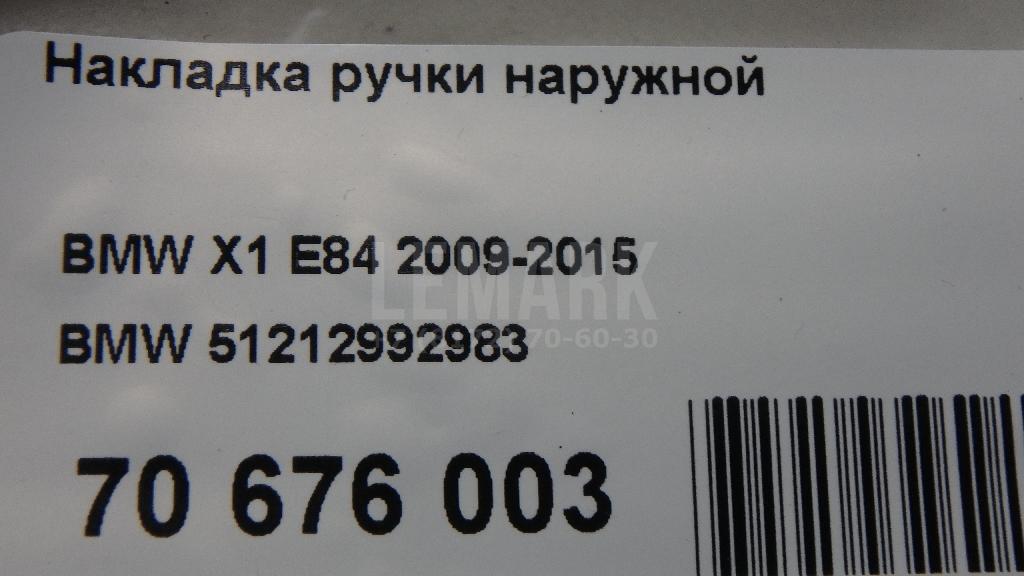 Накладка ручки наружной
BMW X1 E84 2009-2015
LEMARK
BMW 51212992983
70-60-30
70 676 003